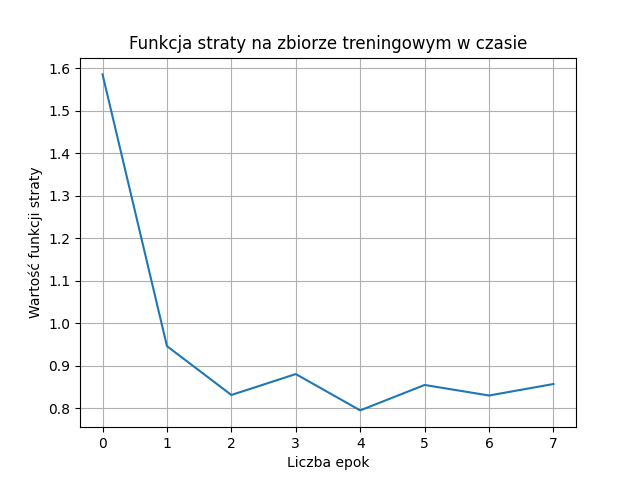 Funkcja straty na zbiorze treningowym w czasie
1.6
1.5
1.4
1.3
1.2
1.1
1.0
0.9
0.8
Wartość funkcji straty
0 1 2 3 4 5 6 7
Liczba epok